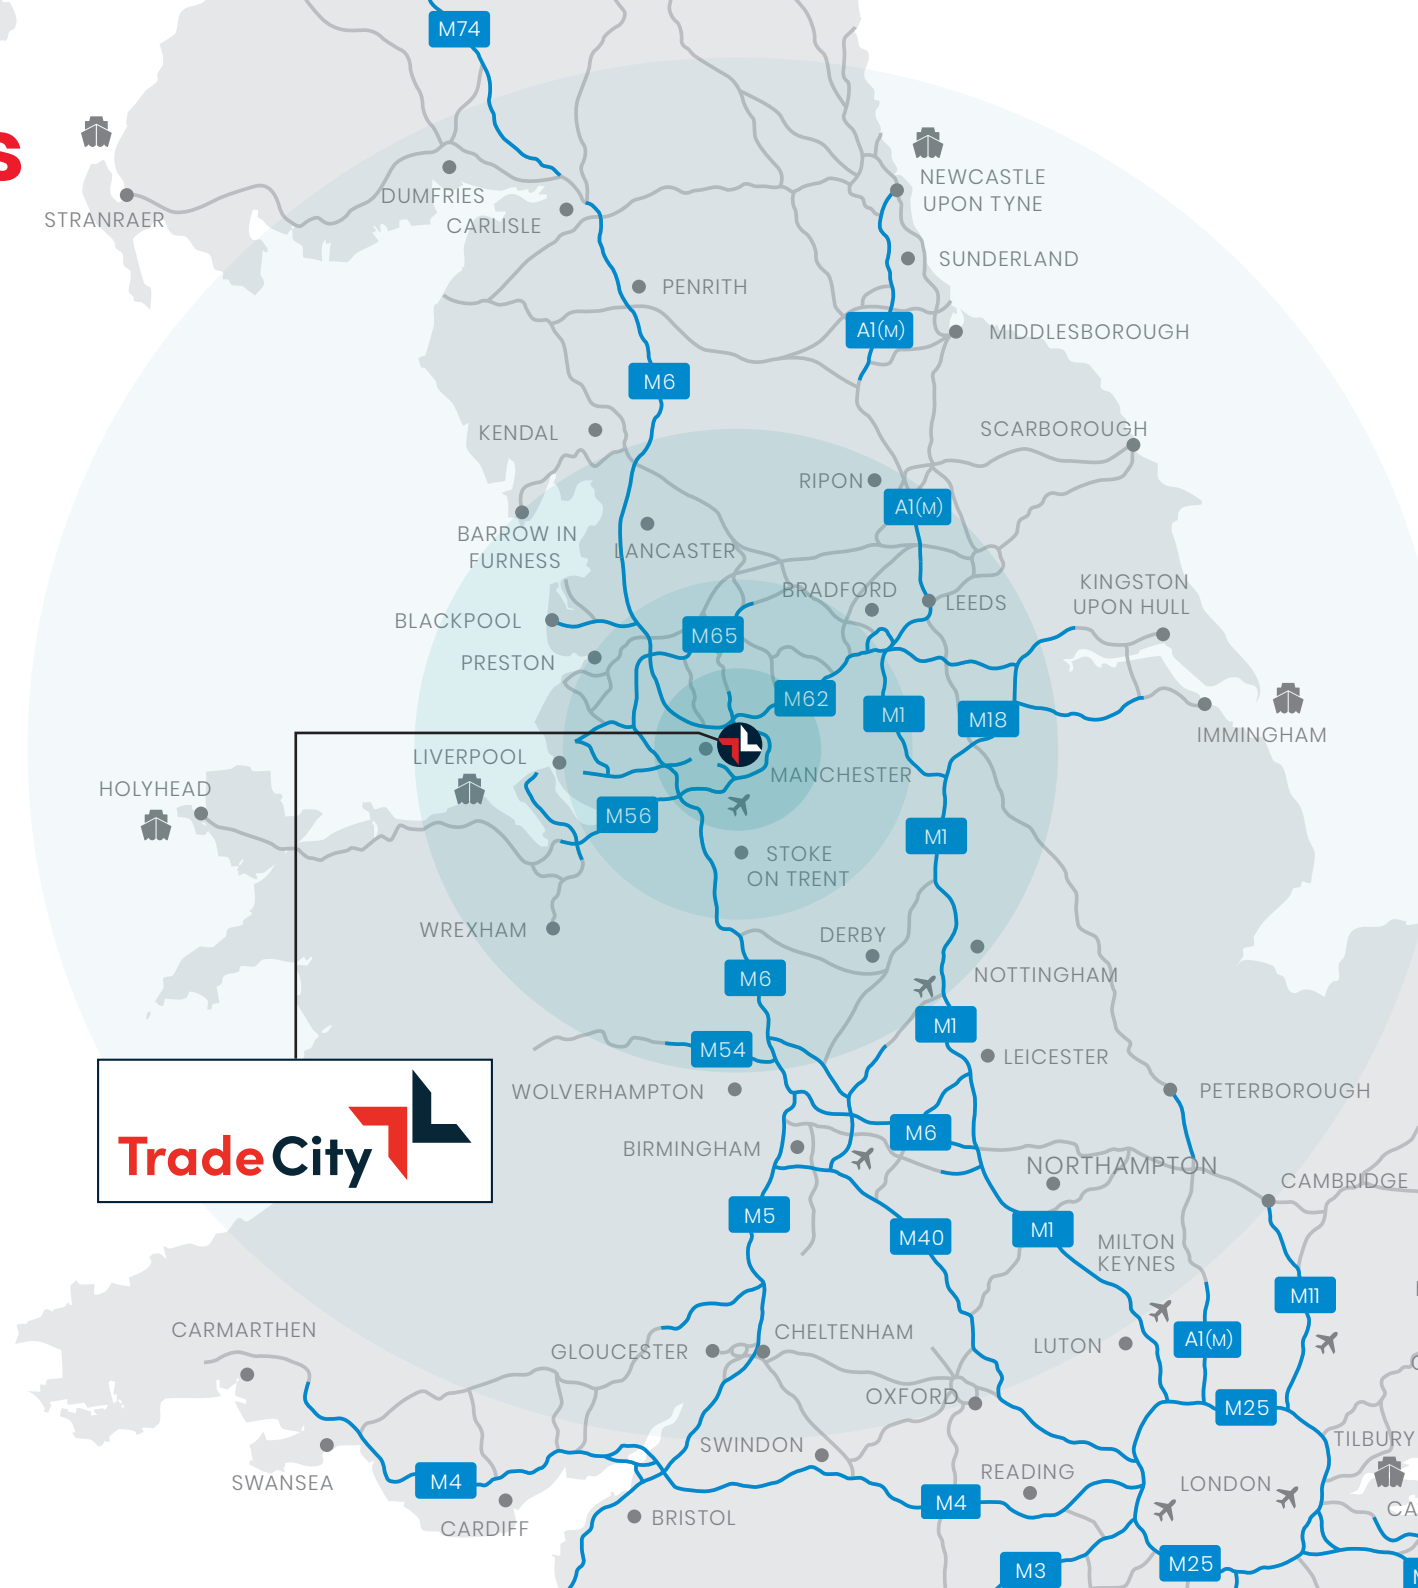 M74
s
STRANRAER
DUMFRIES
CARLISLE
NEWCASTLE
UPON TYNE
SUNDERLAND
PENRITH
A1(M)
MIDDLESBOROUGH
M6
KENDAL
SCARBOROUGH
RIPON
A1(M)
BARROW IN
FURNESS
LANCASTER
BRADFORD
LEEDS
KINGSTON
UPON HULL
BLACKPOOL
M65
PRESTON
M62
M1
M18
IMMINGHAM
LIVERPOOL
MANCHESTER
HOLYHEAD
M56
M1
STOKE
ON TRENT
WREXHAM
DERBY
NOTTINGHAM
M6
M1
M54
LEICESTER
WOLVERHAMPTON
PETERBOROUGH
TradeCity
BIRMINGHAM
M6
NORTHAMPTON
CAMBRIDGE
M5
M40
M1
MILTON
KEYNES
M11
CARMARTHEN
GLOUCESTER
CHELTENHAM
LUTON
A1(M)
OXFORD
M25
SWINDON
TILBURY
SWANSEA
M4
READING
LONDON
M4
CARDIFF
BRISTOL
CA
M3
M25